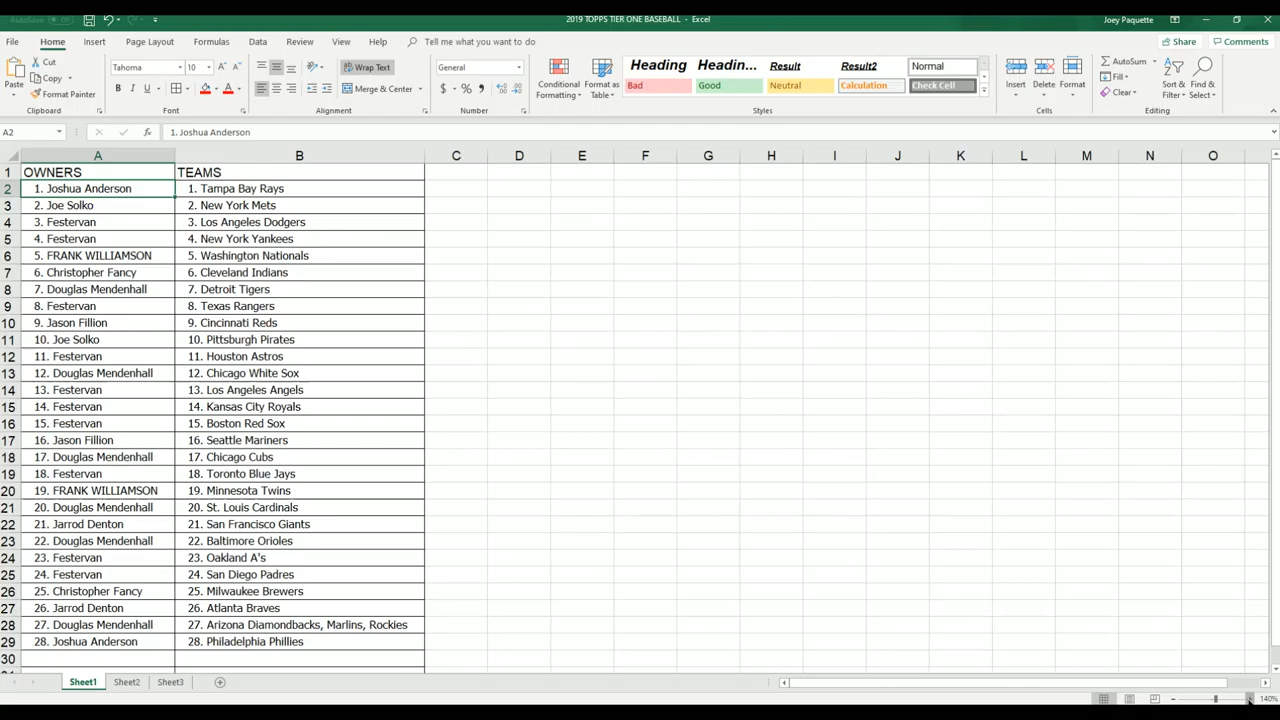 AutoSave Off 2019 TOPPS TIER ONE BASEBALL - Excel Joey Paquette
File Home Insert Page Layout Formulas Data Review View Help Tell me what you want to do Share Comments
Paste Cut Copy Format Painter Clipboard
Tahoma 10 B I U A A A Font
Wrap Text Merge & Center Alignment
General $ % Number
Conditional Formatting Format as Table
Heading Headin... Result Result2 Normal
Bad Good Neutral Calculation Check Cell
Styles
Insert Delete Format Cells
AutoSum Fill Clear Sort & Filter Find & Select Editing
A2 fx 1. Joshua Anderson
A B C D E F G H I J K L M N O
1 OWNERS TEAMS
2 1. Joshua Anderson 1. Tampa Bay Rays
3 2. Joe Solko 2. New York Mets
4 3. Festervan 3. Los Angeles Dodgers
5 4. Festervan 4. New York Yankees
6 5. FRANK WILLIAMSON 5. Washington Nationals
7 6. Christopher Fancy 6. Cleveland Indians
8 7. Douglas Mendenhall 7. Detroit Tigers
9 8. Festervan 8. Texas Rangers
10 9. Jason Fillion 9. Cincinnati Reds
11 10. Joe Solko 10. Pittsburgh Pirates
12 11. Festervan 11. Houston Astros
13 12. Douglas Mendenhall 12. Chicago White Sox
14 13. Festervan 13. Los Angeles Angels
15 14. Festervan 14. Kansas City Royals
16 15. Festervan 15. Boston Red Sox
17 16. Jason Fillion 16. Seattle Mariners
18 17. Douglas Mendenhall 17. Chicago Cubs
19 18. Festervan 18. Toronto Blue Jays
20 19. FRANK WILLIAMSON 19. Minnesota Twins
21 20. Douglas Mendenhall 20. St. Louis Cardinals
22 21. Jarrod Denton 21. San Francisco Giants
23 22. Douglas Mendenhall 22. Baltimore Orioles
24 23. Festervan 23. Oakland A's
25 24. Festervan 24. San Diego Padres
26 25. Christopher Fancy 25. Milwaukee Brewers
27 26. Jarrod Denton 26. Atlanta Braves
28 27. Douglas Mendenhall 27. Arizona Diamondbacks, Marlins, Rockies
29 28. Joshua Anderson 28. Philadelphia Phillies
30
Sheet1 Sheet2 Sheet3
140%